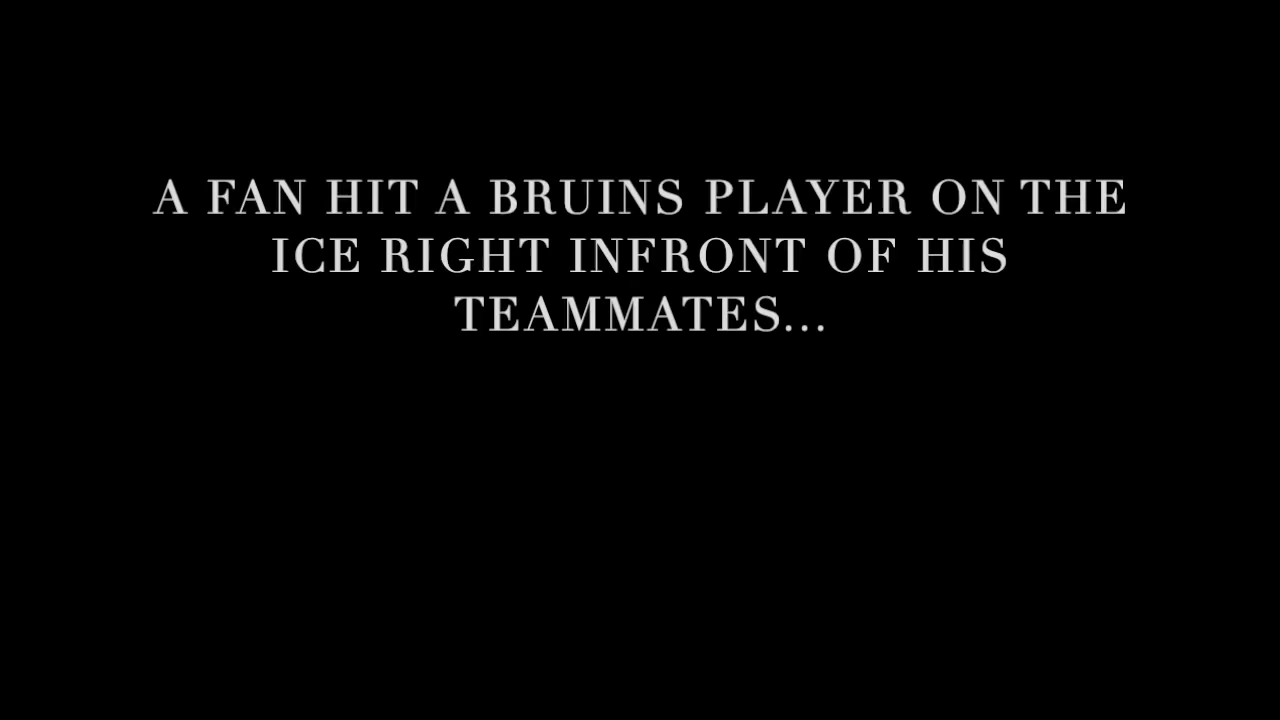 A FAN HIT A BRUINS PLAYER ON THE
ICE RIGHT INFRONT OF HIS
TEAMMATES...